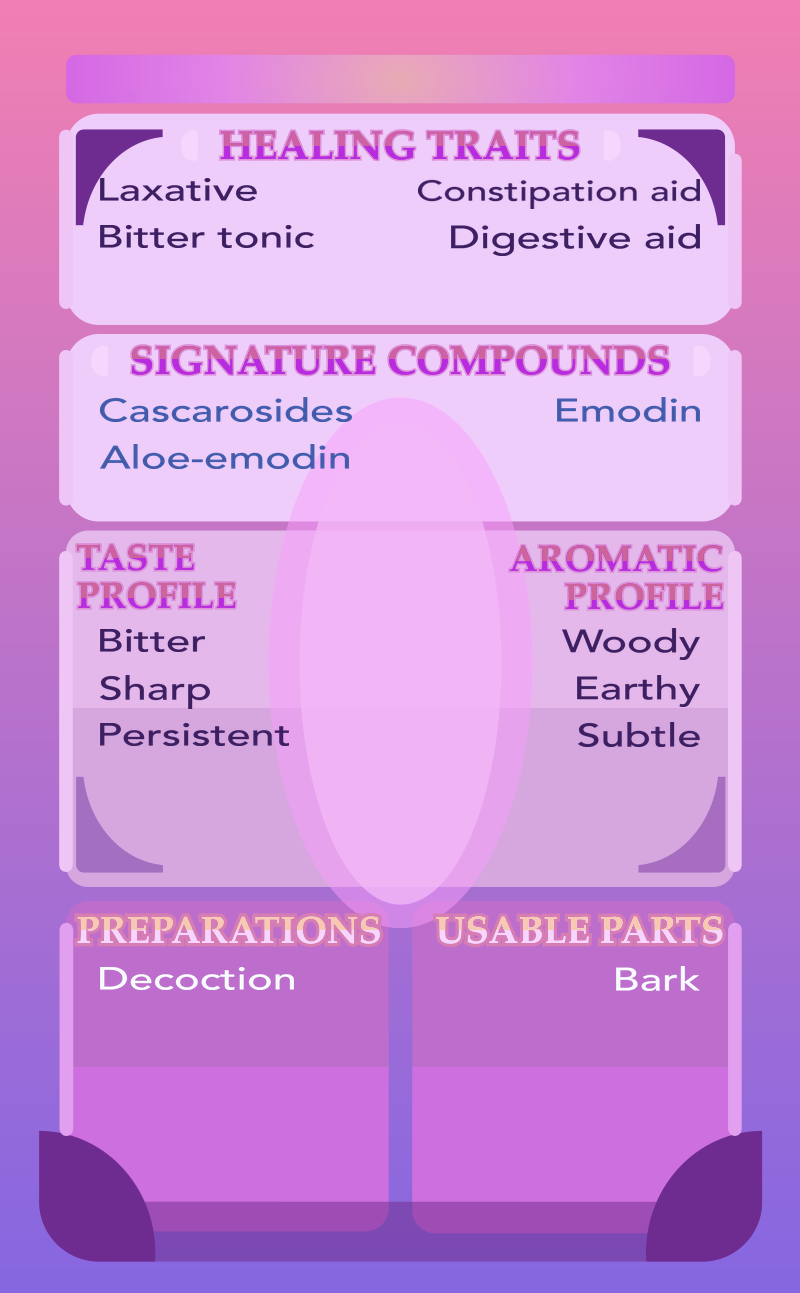 HEALING TRAITS
Laxative
Constipation aid
Bitter tonic
Digestive aid
SIGNATURE COMPOUNDS
Cascarosides
Emodin
Aloe-emodin
TASTE
PROFILE
Bitter
Sharp
Persistent
AROMATIC
PROFILE
Woody
Earthy
Subtle
PREPARATIONS
Decoction
USABLE PARTS
Bark